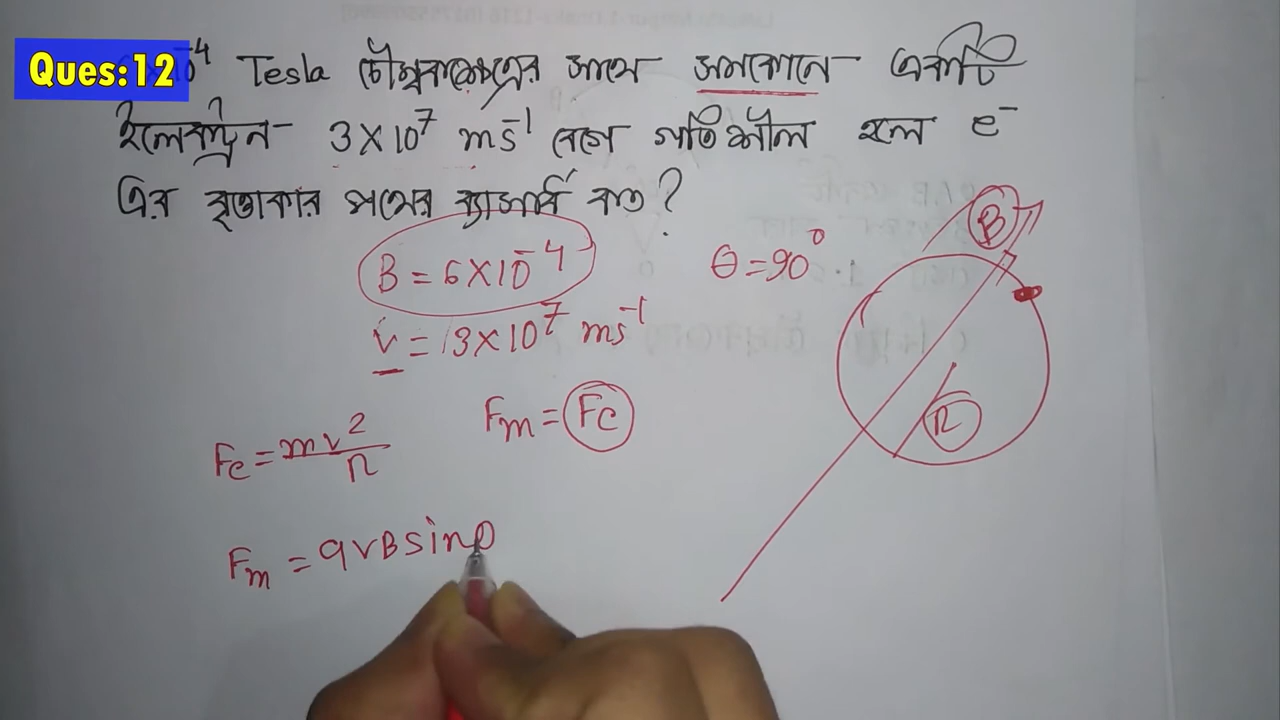 Ques:12
⁻⁴ Tesla চৌম্বকক্ষেত্রের সাথে সমকোনে একটি
ইলেকট্রন 3×10⁷ ms⁻¹ বেগে গতিশীল হলে e⁻
এর বৃত্তাকার পথের ব্যাসার্ধ কত?
B = 6×10⁻⁴ θ = 90°
v = 3×10⁷ ms⁻¹
B
Fm = Fc
r
Fc = mv²/r
Fm = qvBsinθ